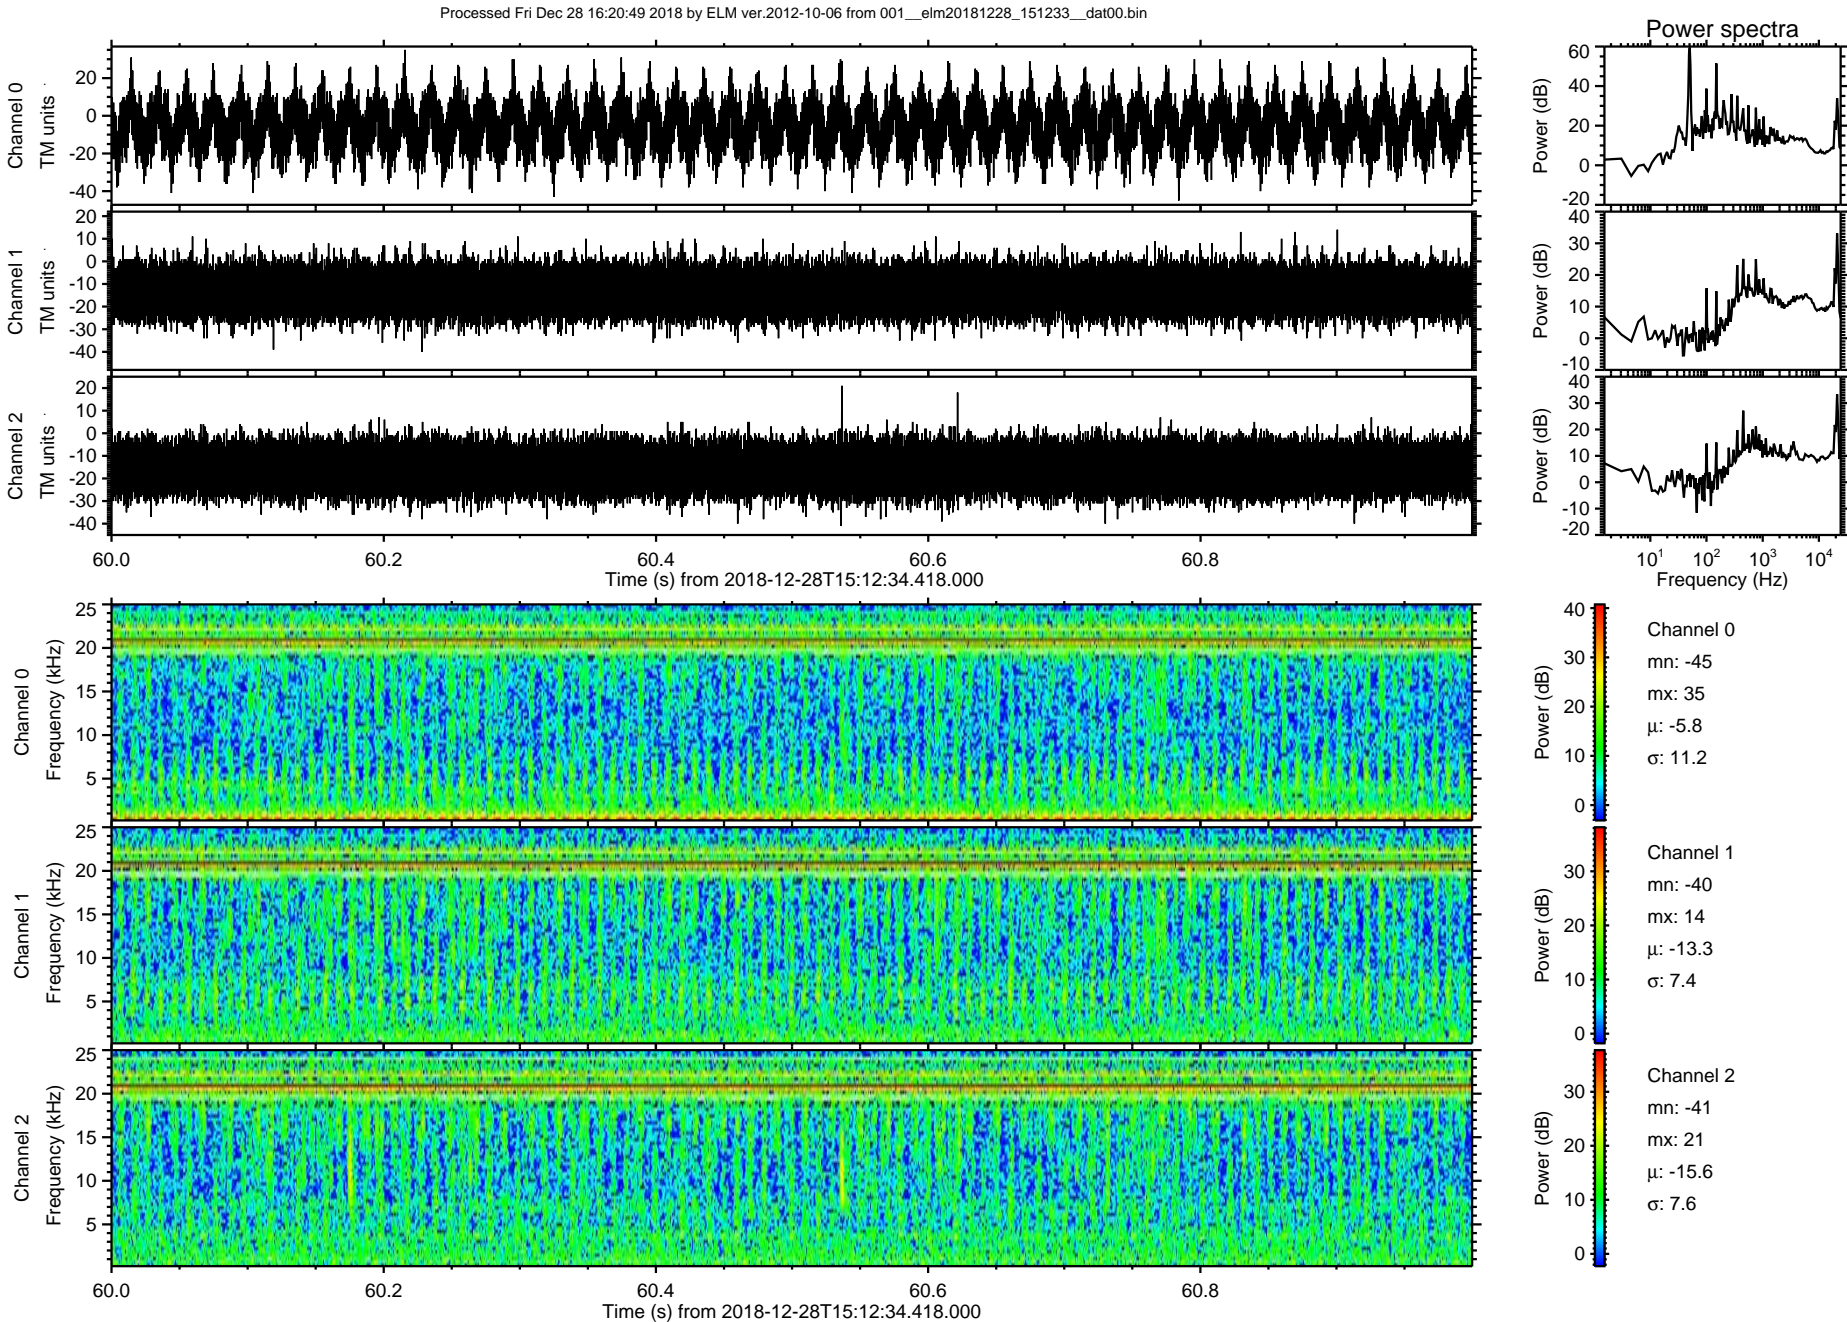 Processed Fri Dec 28 16:20:49 2018 by ELM ver.2012-10-06 from 001__elm20181228_151233__dat00.bin
Power spectra
Channel 0
TM units
20
0
-20
-40
Power (dB)
60
40
20
0
-20
Channel 1
TM units
20
10
0
-10
-20
-30
-40
Power (dB)
40
30
20
10
0
-10
Channel 2
TM units
20
10
0
-10
-20
-30
-40
Power (dB)
40
30
20
10
0
-10
-20
60.0 60.2 60.4 60.6 60.8
Time (s) from 2018-12-28T15:12:34.418.000
10^1 10^2 10^3 10^4
Frequency (Hz)
Channel 0
Frequency (kHz)
25
20
15
10
5
Power (dB)
40
30
20
10
0
Channel 0
mn: -45
mx: 35
μ: -5.8
σ: 11.2
Channel 1
Frequency (kHz)
25
20
15
10
5
Power (dB)
30
20
10
0
Channel 1
mn: -40
mx: 14
μ: -13.3
σ: 7.4
Channel 2
Frequency (kHz)
25
20
15
10
5
Power (dB)
30
20
10
0
Channel 2
mn: -41
mx: 21
μ: -15.6
σ: 7.6
60.0 60.2 60.4 60.6 60.8
Time (s) from 2018-12-28T15:12:34.418.000